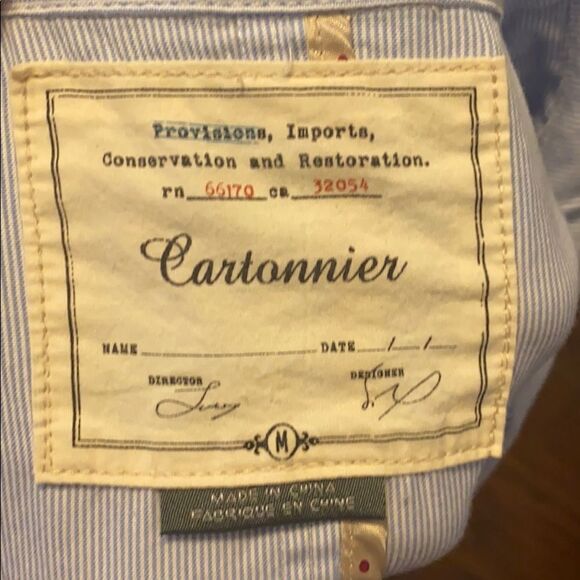 Provisions, Imports,
Conservation and Restoration.
rn 66170 ca 32054
Cartonnier
NAME DATE / /
DIRECTOR DESIGNER
M
MADE IN CHINA
FABRIQUE EN CHINE